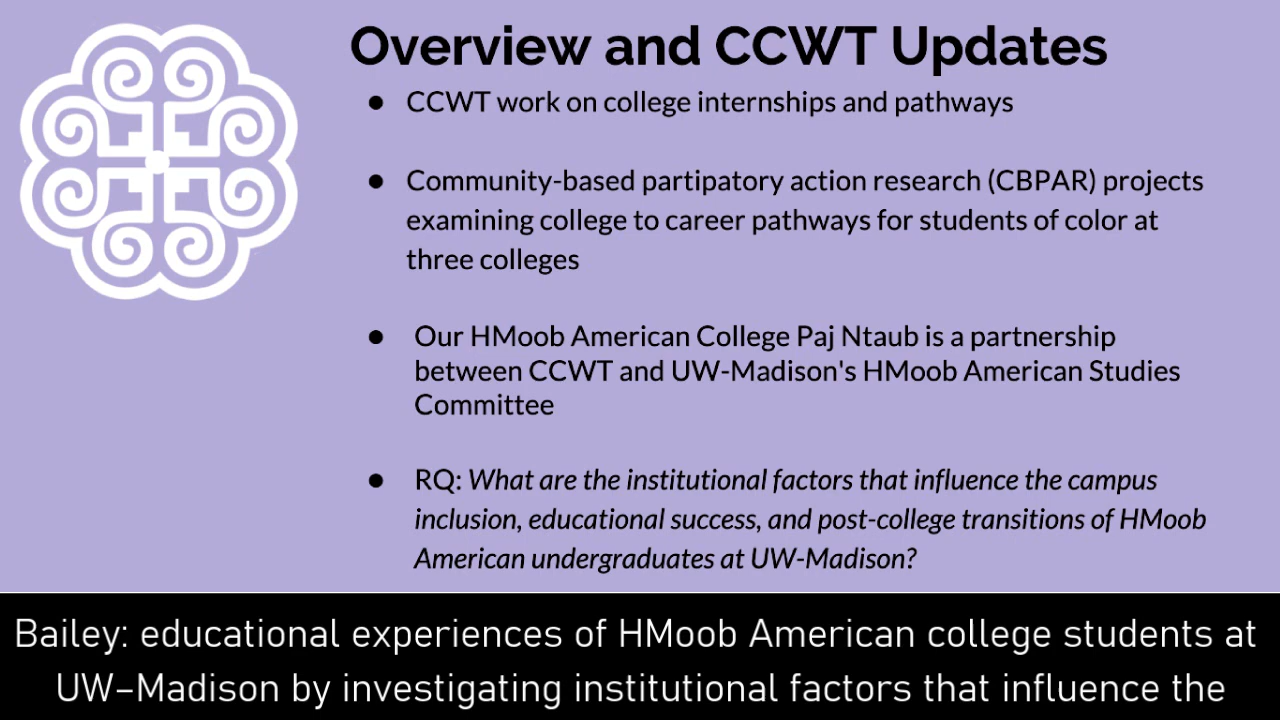 Overview and CCWT Updates
● CCWT work on college internships and pathways
● Community-based partipatory action research (CBPAR) projects
examining college to career pathways for students of color at
three colleges
● Our HMoob American College Paj Ntaub is a partnership
between CCWT and UW-Madison's HMoob American Studies
Committee
● RQ: What are the institutional factors that influence the campus
inclusion, educational success, and post-college transitions of HMoob
American undergraduates at UW-Madison?
Bailey: educational experiences of HMoob American college students at
UW–Madison by investigating institutional factors that influence the